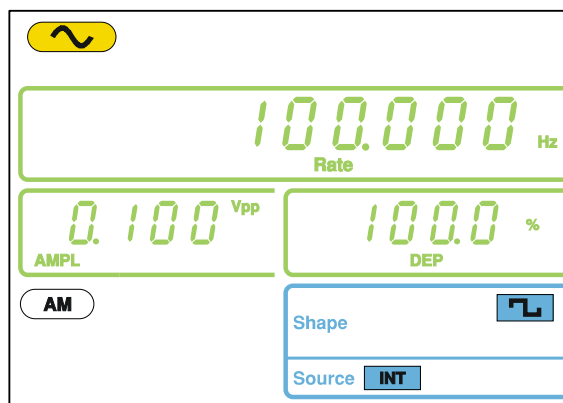 100.000 Hz
Rate
0.100 Vpp
AMPL
100.0 %
DEP
AM
Shape
Source INT